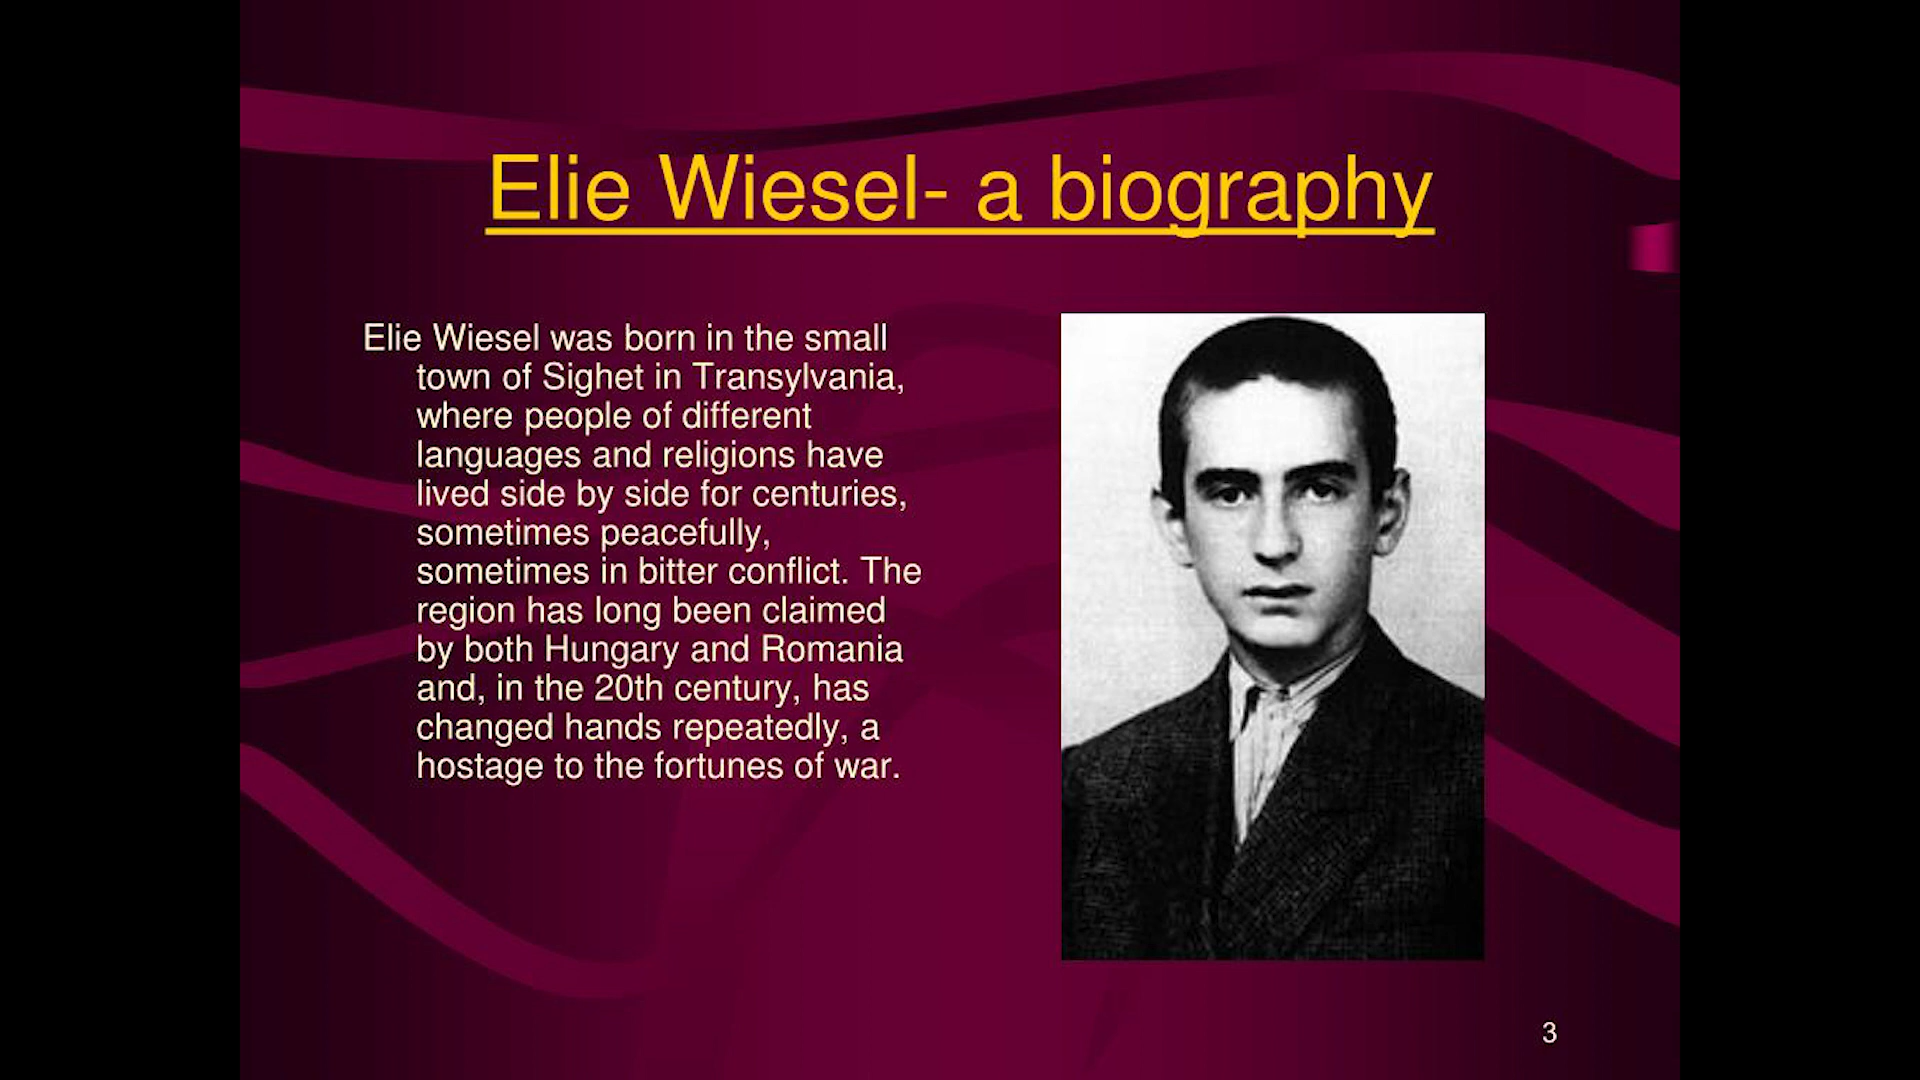 Elie Wiesel- a biography
Elie Wiesel was born in the small
town of Sighet in Transylvania,
where people of different
languages and religions have
lived side by side for centuries,
sometimes peacefully,
sometimes in bitter conflict. The
region has long been claimed
by both Hungary and Romania
and, in the 20th century, has
changed hands repeatedly, a
hostage to the fortunes of war.
3